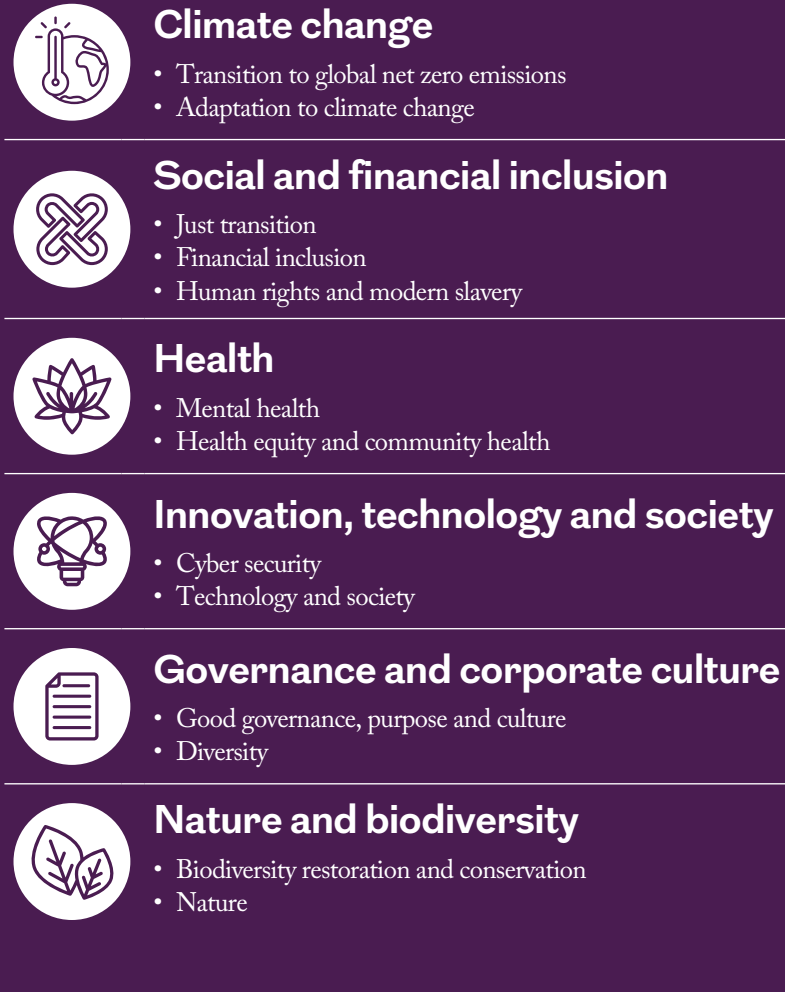 Climate change
• Transition to global net zero emissions
• Adaptation to climate change
Social and financial inclusion
• Just transition
• Financial inclusion
• Human rights and modern slavery
Health
• Mental health
• Health equity and community health
Innovation, technology and society
• Cyber security
• Technology and society
Governance and corporate culture
• Good governance, purpose and culture
• Diversity
Nature and biodiversity
• Biodiversity restoration and conservation
• Nature